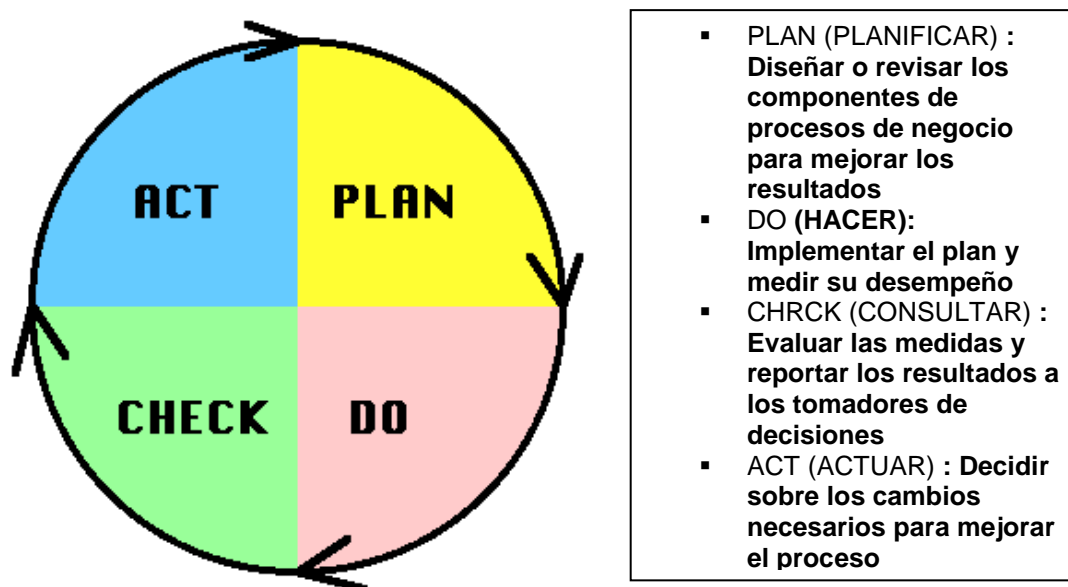 ACT PLAN
CHECK DO
▪ PLAN (PLANIFICAR) :
Diseñar o revisar los
componentes de
procesos de negocio
para mejorar los
resultados
▪ DO (HACER):
Implementar el plan y
medir su desempeño
▪ CHRCK (CONSULTAR) :
Evaluar las medidas y
reportar los resultados a
los tomadores de
decisiones
▪ ACT (ACTUAR) : Decidir
sobre los cambios
necesarios para mejorar
el proceso